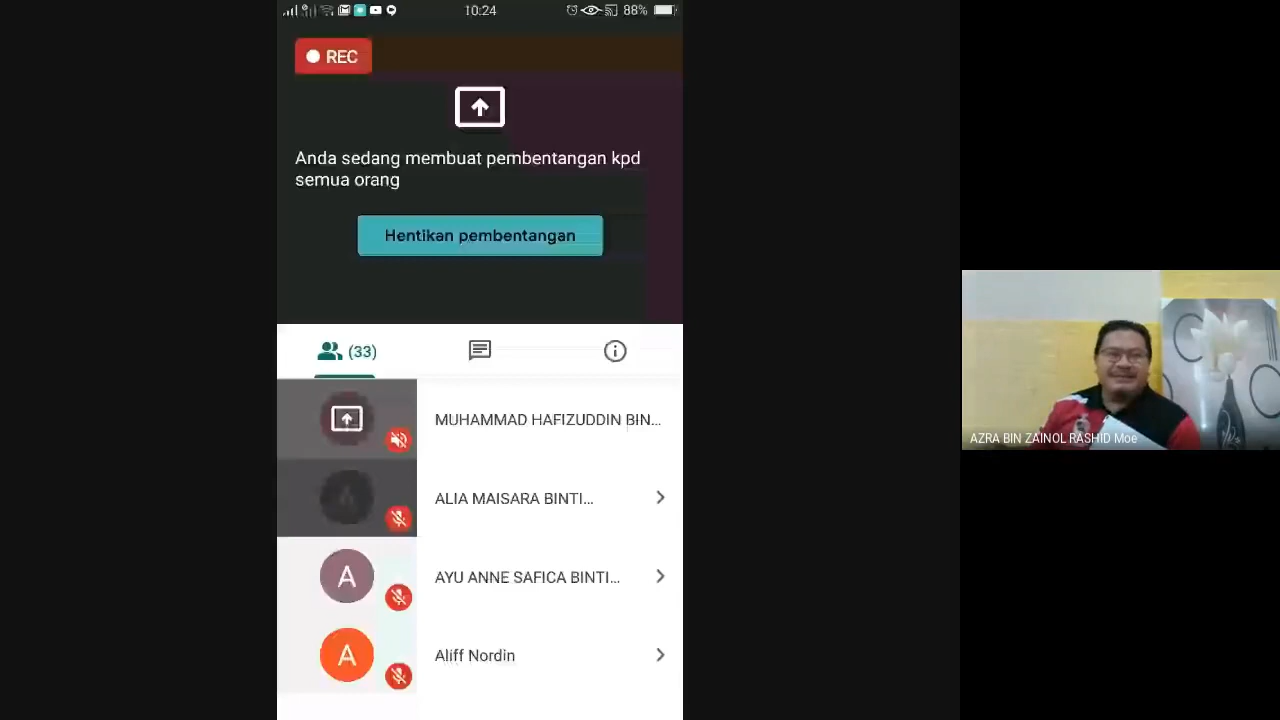 10:24
88%
REC
Anda sedang membuat pembentangan kpd
semua orang
Hentikan pembentangan
(33)
MUHAMMAD HAFIZUDDIN BIN...
ALIA MAISARA BINTI...
A
AYU ANNE SAFICA BINTI...
A
Aliff Nordin
AZRA BIN ZAINOL RASHID Moe